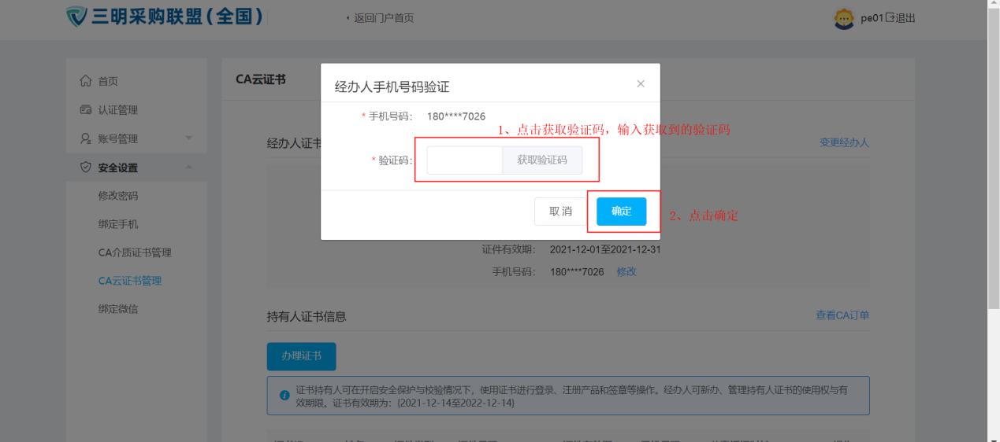 三明采购联盟(全国)
返回门户首页
pe01 退出
首页
认证管理
账号管理
安全设置
修改密码
绑定手机
CA介质证书管理
CA云证书管理
绑定微信
CA云证书
经办人手机号码验证
* 手机号码: 180****7026
1、点击获取验证码，输入获取到的验证码
经办人证书
变更经办人
* 验证码: 获取验证码
取消 确定
2、点击确定
证件有效期: 2021-12-01至2021-12-31
手机号码: 180****7026 修改
持有人证书信息
查看CA订单
办理证书
证书持有人可在开启安全保护与校验情况下，使用证书进行登录、注册产品和签章等操作。经办人可新办、管理持有人证书的使用权与有
效期限。证书有效期为：(2021-12-14至2022-12-14)